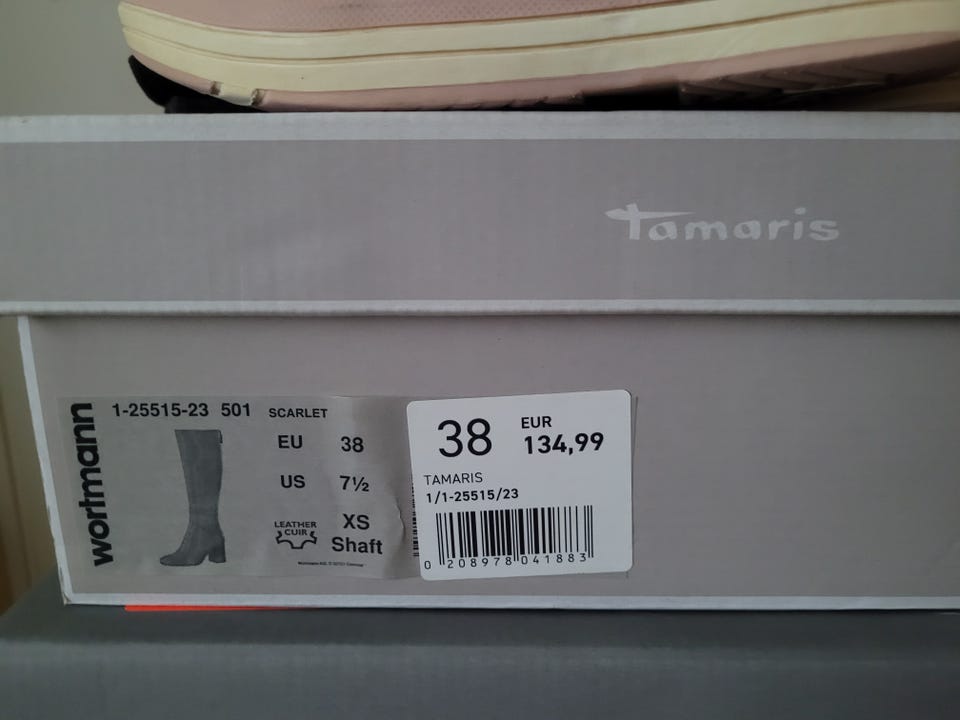 Tamaris
wortmann
1-25515-23 501 SCARLET
EU 38
US 7½
LEATHER
CUIR
XS
Shaft
38 EUR
134,99
TAMARIS
1/1-25515/23
0 208978 041883